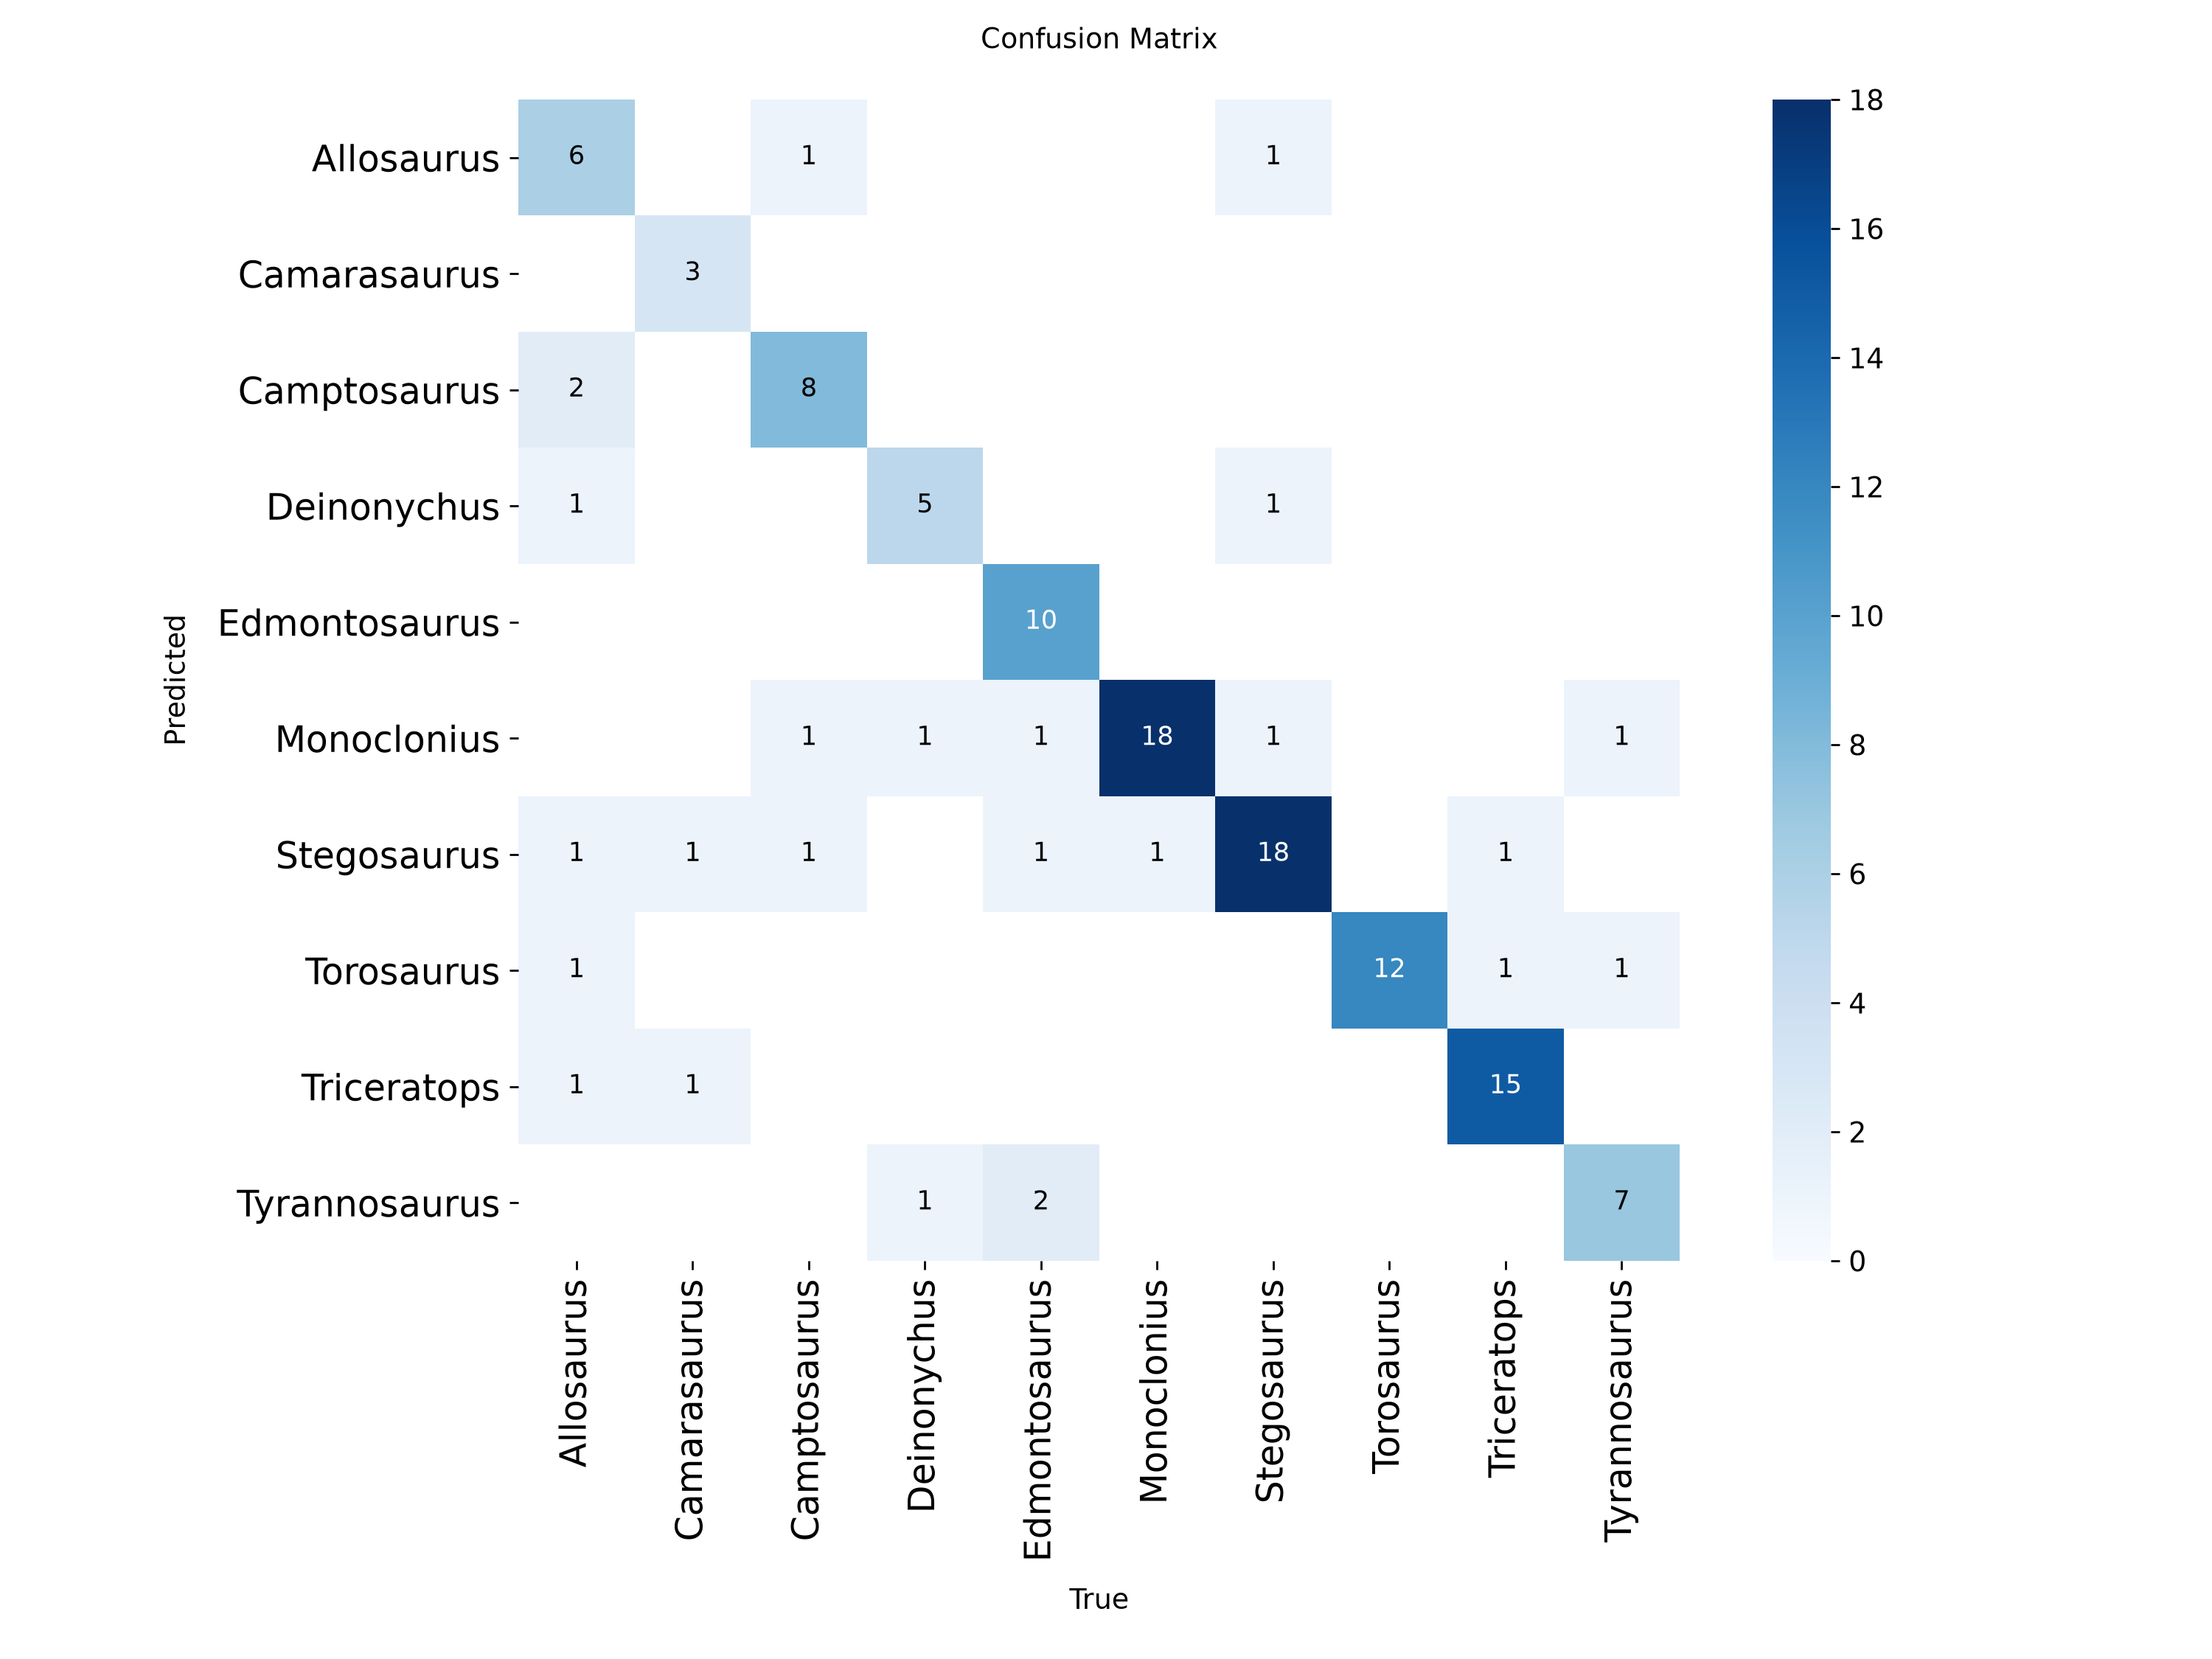 Confusion Matrix
Allosaurus 6 1 1
Camarasaurus 3
Camptosaurus 2 8
Deinonychus 1 5 1
Edmontosaurus 10
Monoclonius 1 1 1 18 1 1
Stegosaurus 1 1 1 1 1 18 1
Torosaurus 1 12 1 1
Triceratops 1 1 15
Tyrannosaurus 1 2 7
Predicted
Allosaurus
Camarasaurus
Camptosaurus
Deinonychus
Edmontosaurus
Monoclonius
Stegosaurus
Torosaurus
Triceratops
Tyrannosaurus
True
18
16
14
12
10
8
6
4
2
0